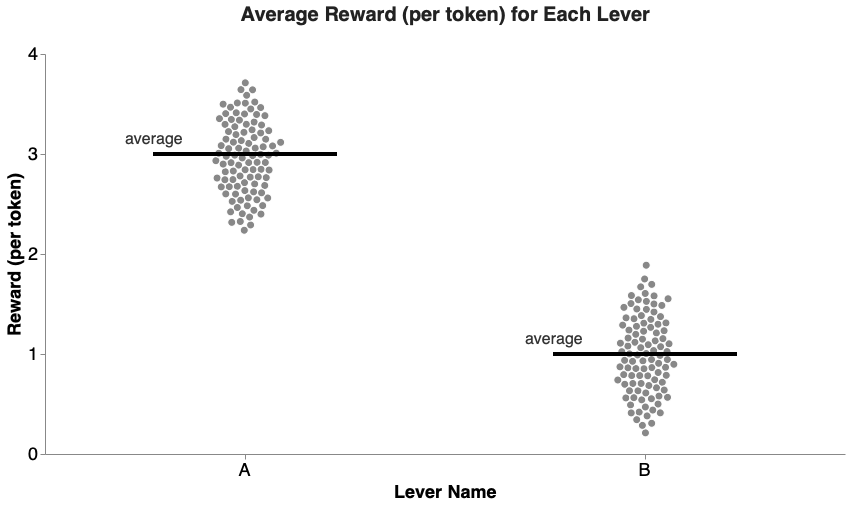 Average Reward (per token) for Each Lever
4
average
3
Reward (per token)
2
average
1
0
A B
Lever Name